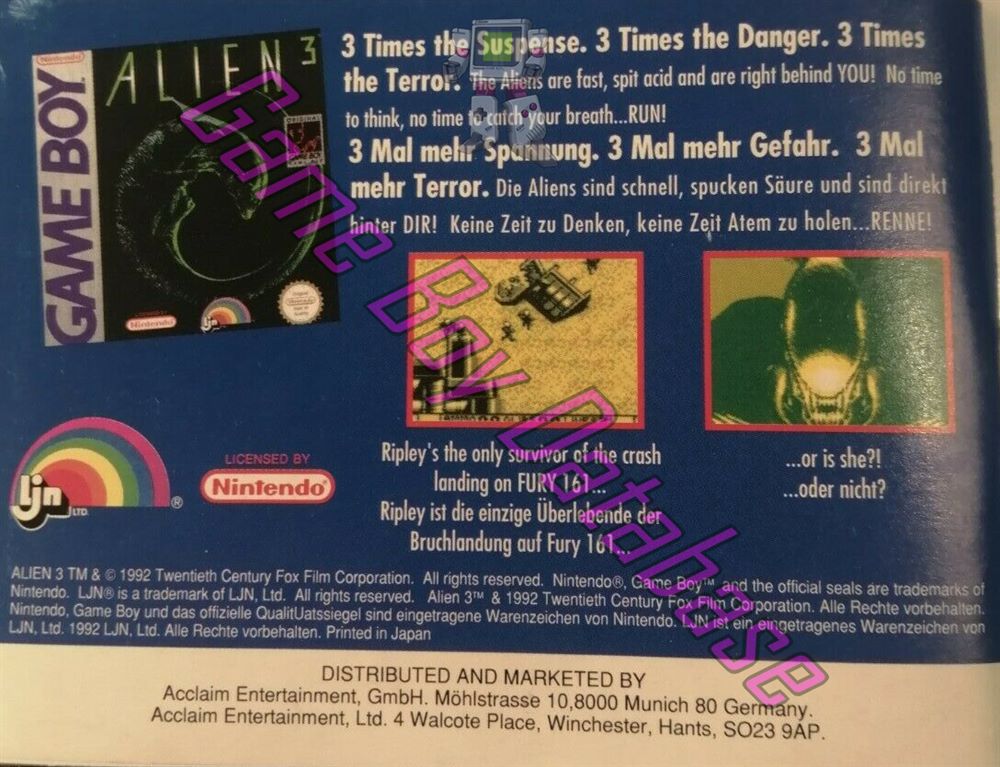 Nintendo
GAME BOY
ALIEN 3
ORIGINAL
LICENSED BY
Nintendo
ljn
3 Times the Suspense. 3 Times the Danger. 3 Times
the Terror. The Aliens are fast, spit acid and are right behind YOU! No time
to think, no time to catch your breath...RUN!
3 Mal mehr Spannung. 3 Mal mehr Gefahr. 3 Mal
mehr Terror. Die Aliens sind schnell, spucken Säure und sind direkt
hinter DIR! Keine Zeit zu Denken, keine Zeit Atem zu holen...RENNE!
Game Boy Database
Ripley's the only survivor of the crash
landing on FURY 161...
Ripley ist die einzige Überlebende der
Bruchlandung auf Fury 161...
...or is she?!
...oder nicht?
ljn LTD. ®
LICENSED BY
Nintendo®
ALIEN 3 TM & © 1992 Twentieth Century Fox Film Corporation. All rights reserved. Nintendo®, Game Boy™ and the official seals are trademarks of
Nintendo. LJN® is a trademark of LJN, Ltd. All rights reserved. Alien 3™ & 1992 Twentieth Century Fox Film Corporation. Alle Rechte vorbehalten.
Nintendo, Game Boy und das offizielle QualitUatssiegel sind eingetragene Warenzeichen von Nintendo. LJN ist ein eingetragenes Warenzeichen von
LJN, Ltd. 1992 LJN, Ltd. Alle Rechte vorbehalten. Printed in Japan
DISTRIBUTED AND MARKETED BY
Acclaim Entertainment, GmbH. Möhlstrasse 10,8000 Munich 80 Germany.
Acclaim Entertainment, Ltd. 4 Walcote Place, Winchester, Hants, SO23 9AP.